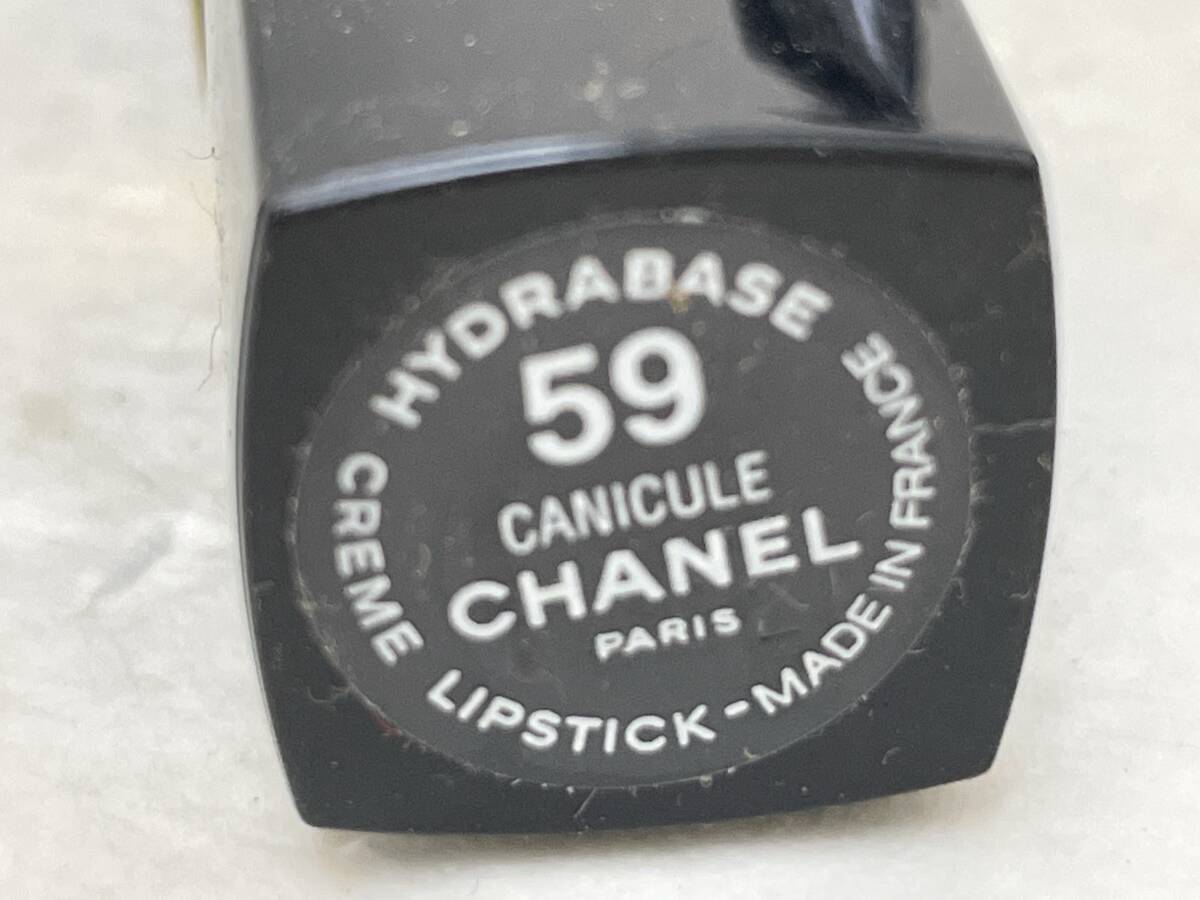 HYDRABASE
59
CANICULE
CHANEL
PARIS
CREME LIPSTICK-MADE IN FRANCE